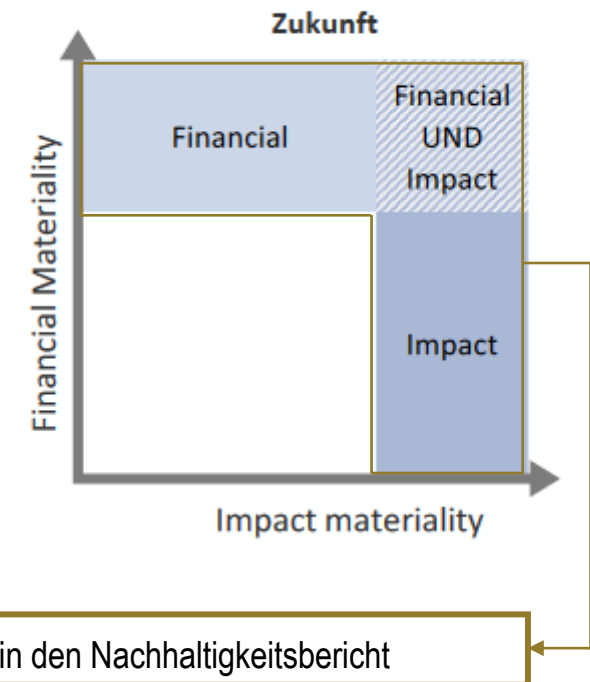 Zukunft
Financial Materiality
Financial
Financial
UND
Impact
Impact
Impact materiality
in den Nachhaltigkeitsbericht